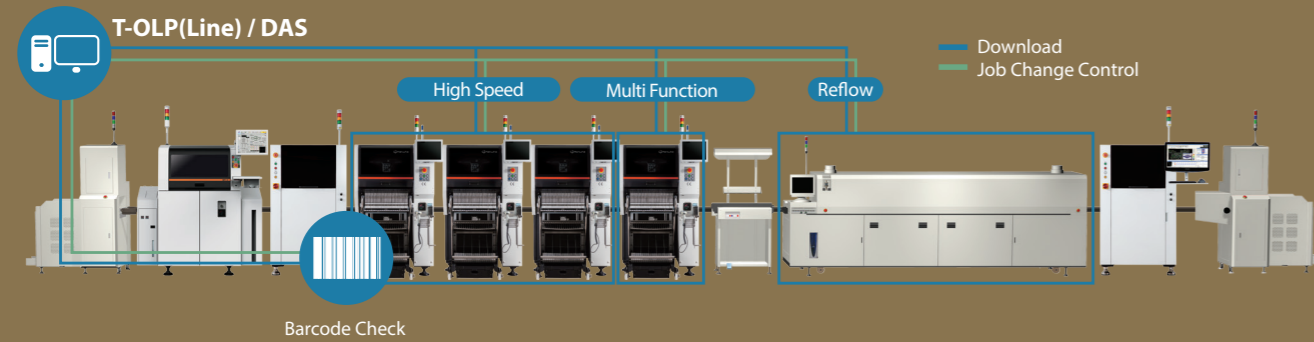 T-OLP(Line) / DAS
Download
Job Change Control
High Speed
Multi Function
Reflow
Barcode Check